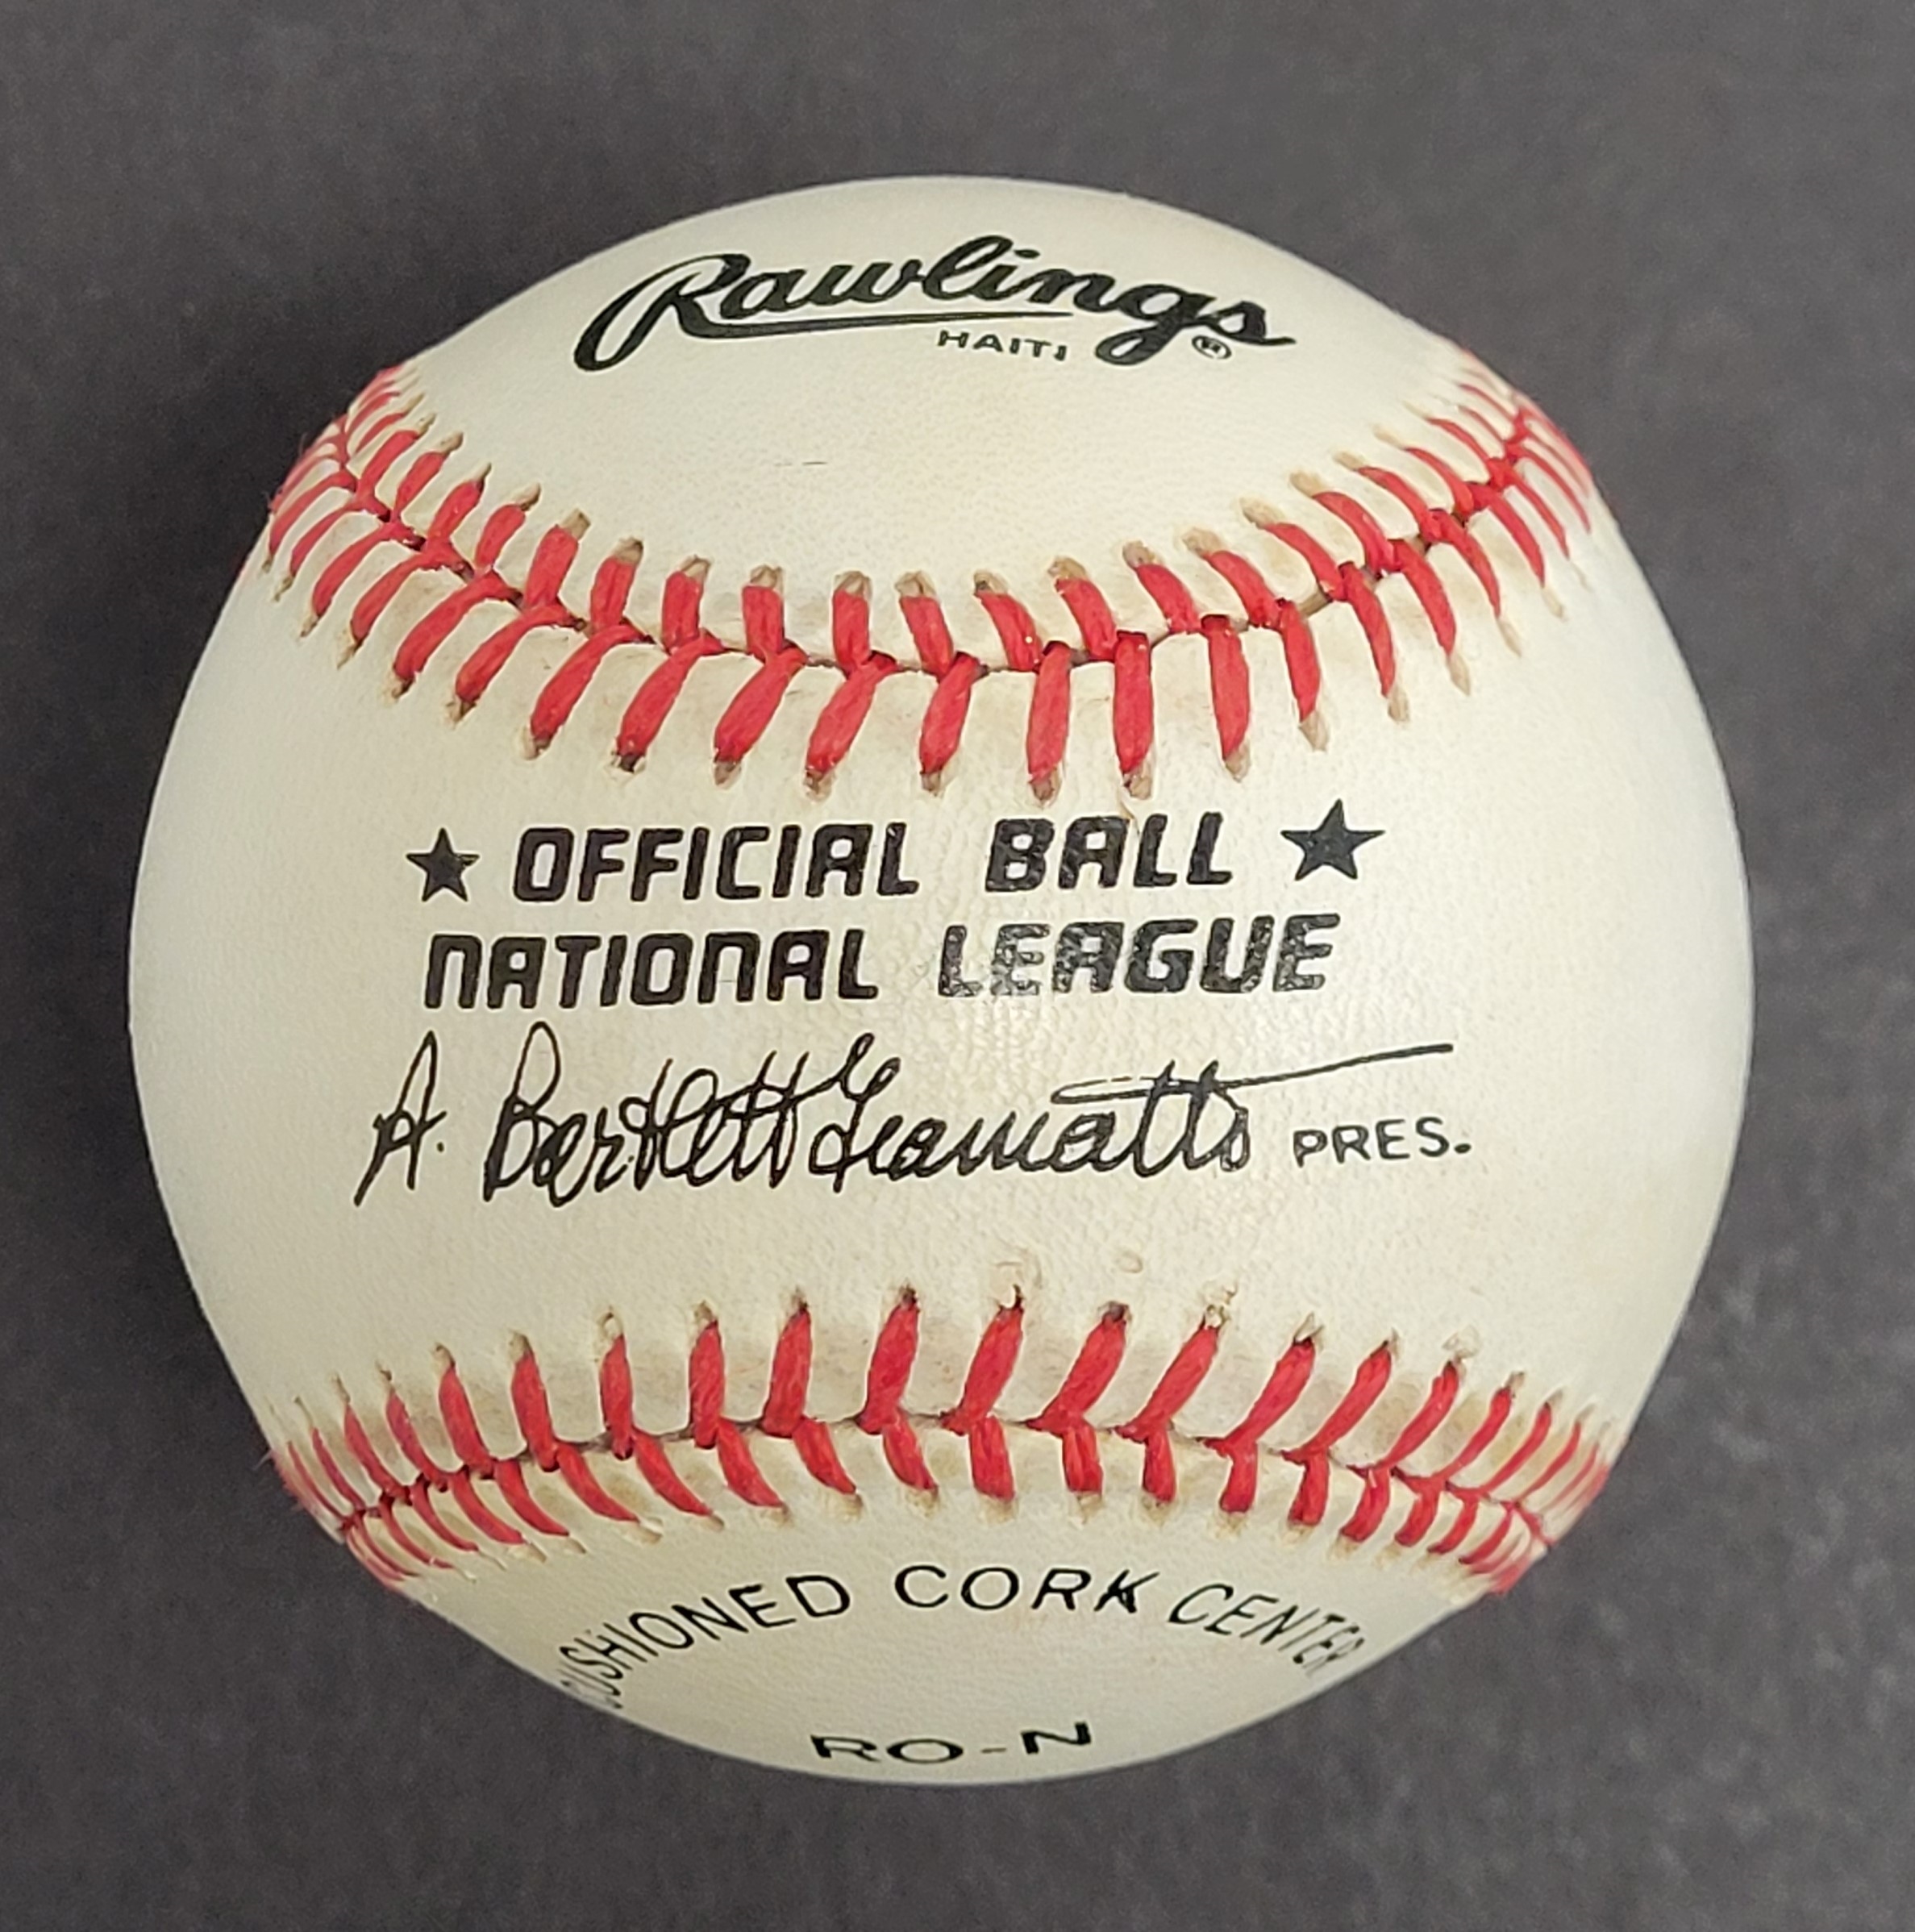 Rawlings
HAITI ®
★ OFFICIAL BALL ★
NATIONAL LEAGUE
A. Bartlett Giamatti PRES.
CUSHIONED CORK CENTER
RO-N